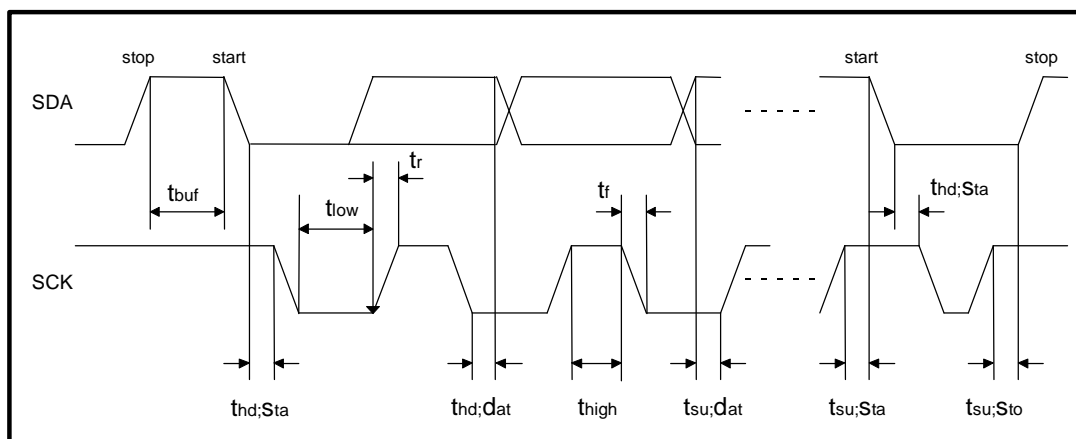 stop start start stop
SDA
tr tf thd;sta
tbuf tlow
SCK
thd;sta thd;dat thigh tsu;dat tsu;sta tsu;sto